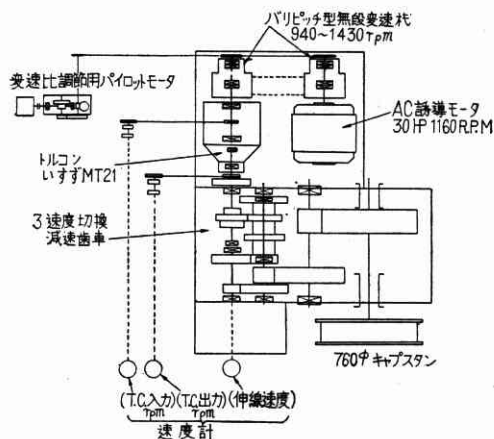 バリピッチ型無段変速機
940～1430rpm
変速比調節用パイロットモータ
AC誘導モータ
30HP 1160R.P.M
トルコン
いすゞMT21
3速度切換
減速歯車
760φキャプスタン
(T.C.入力)(T.C.出力)(伸線速度)
rpm rpm
速度計